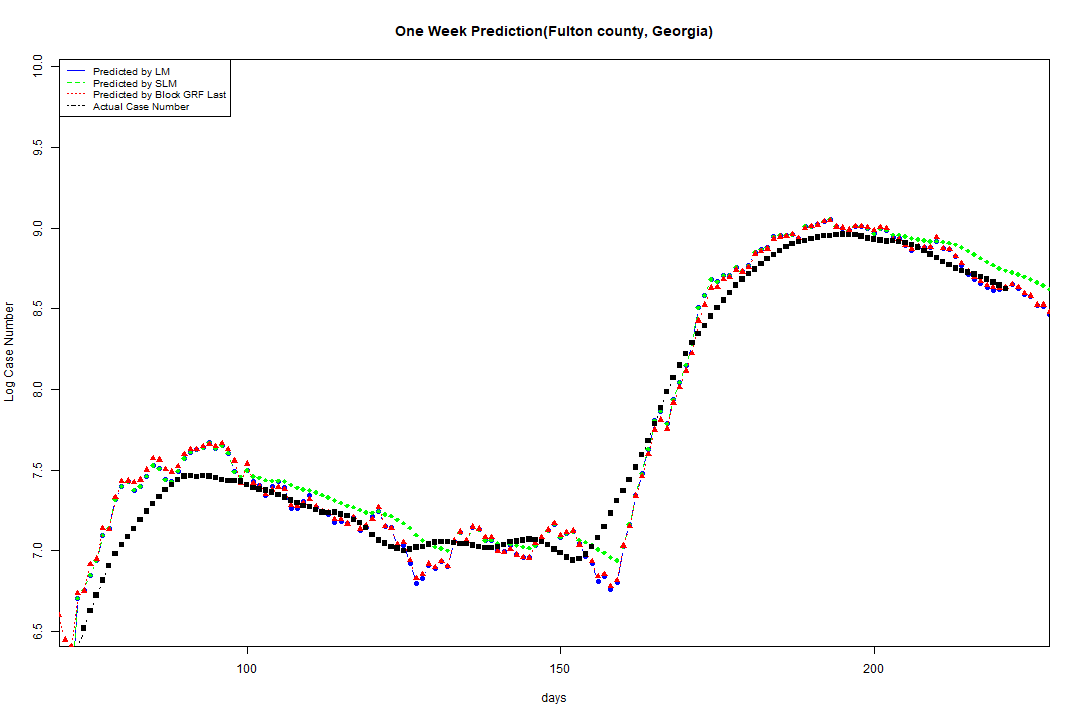 One Week Prediction(Fulton county, Georgia)
Predicted by LM
Predicted by SLM
Predicted by Block GRF Last
Actual Case Number
10.0
9.5
9.0
8.5
8.0
7.5
7.0
6.5
Log Case Number
100 150 200
days